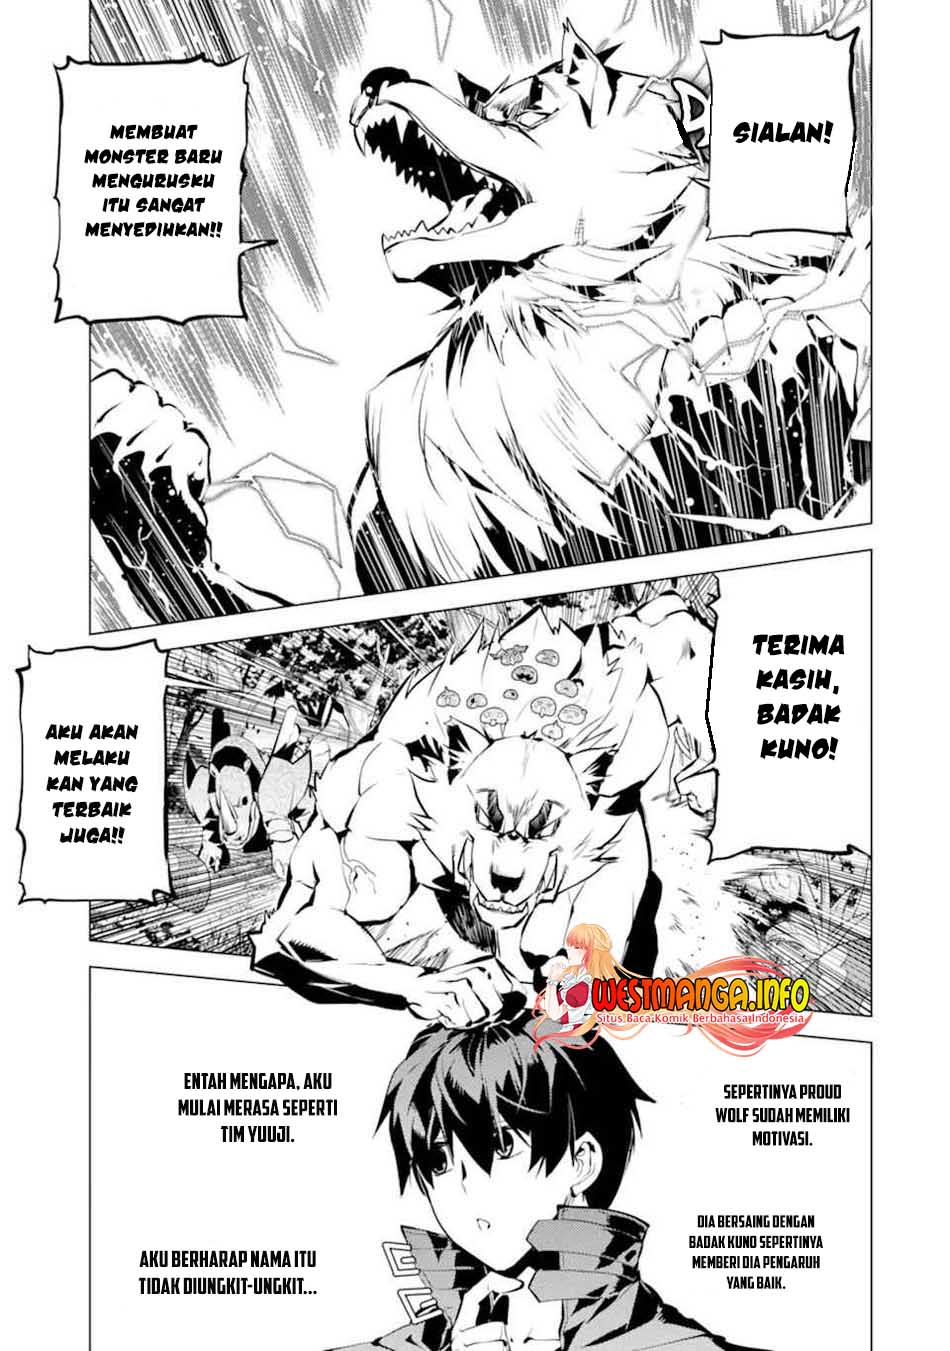 SIALAN!
MEMBUAT
MONSTER BARU
MENGURUSKU
ITU SANGAT
MENYEDIHKAN!!
TERIMA
KASIH,
BADAK
KUNO!
AKU AKAN
MELAKU
KAN YANG
TERBAIK
JUGA!!
WESTMANGA.INFO
Situs Baca Komik Berbahasa Indonesia
SEPERTINYA PROUD
WOLF SUDAH MEMILIKI
MOTIVASI.
DIA BERSAING DENGAN
BADAK KUNO SEPERTINYA
MEMBERI DIA PENGARUH
YANG BAIK.
ENTAH MENGAPA, AKU
MULAI MERASA SEPERTI
TIM YUUJI.
AKU BERHARAP NAMA ITU
TIDAK DIUNGKIT-UNGKIT...